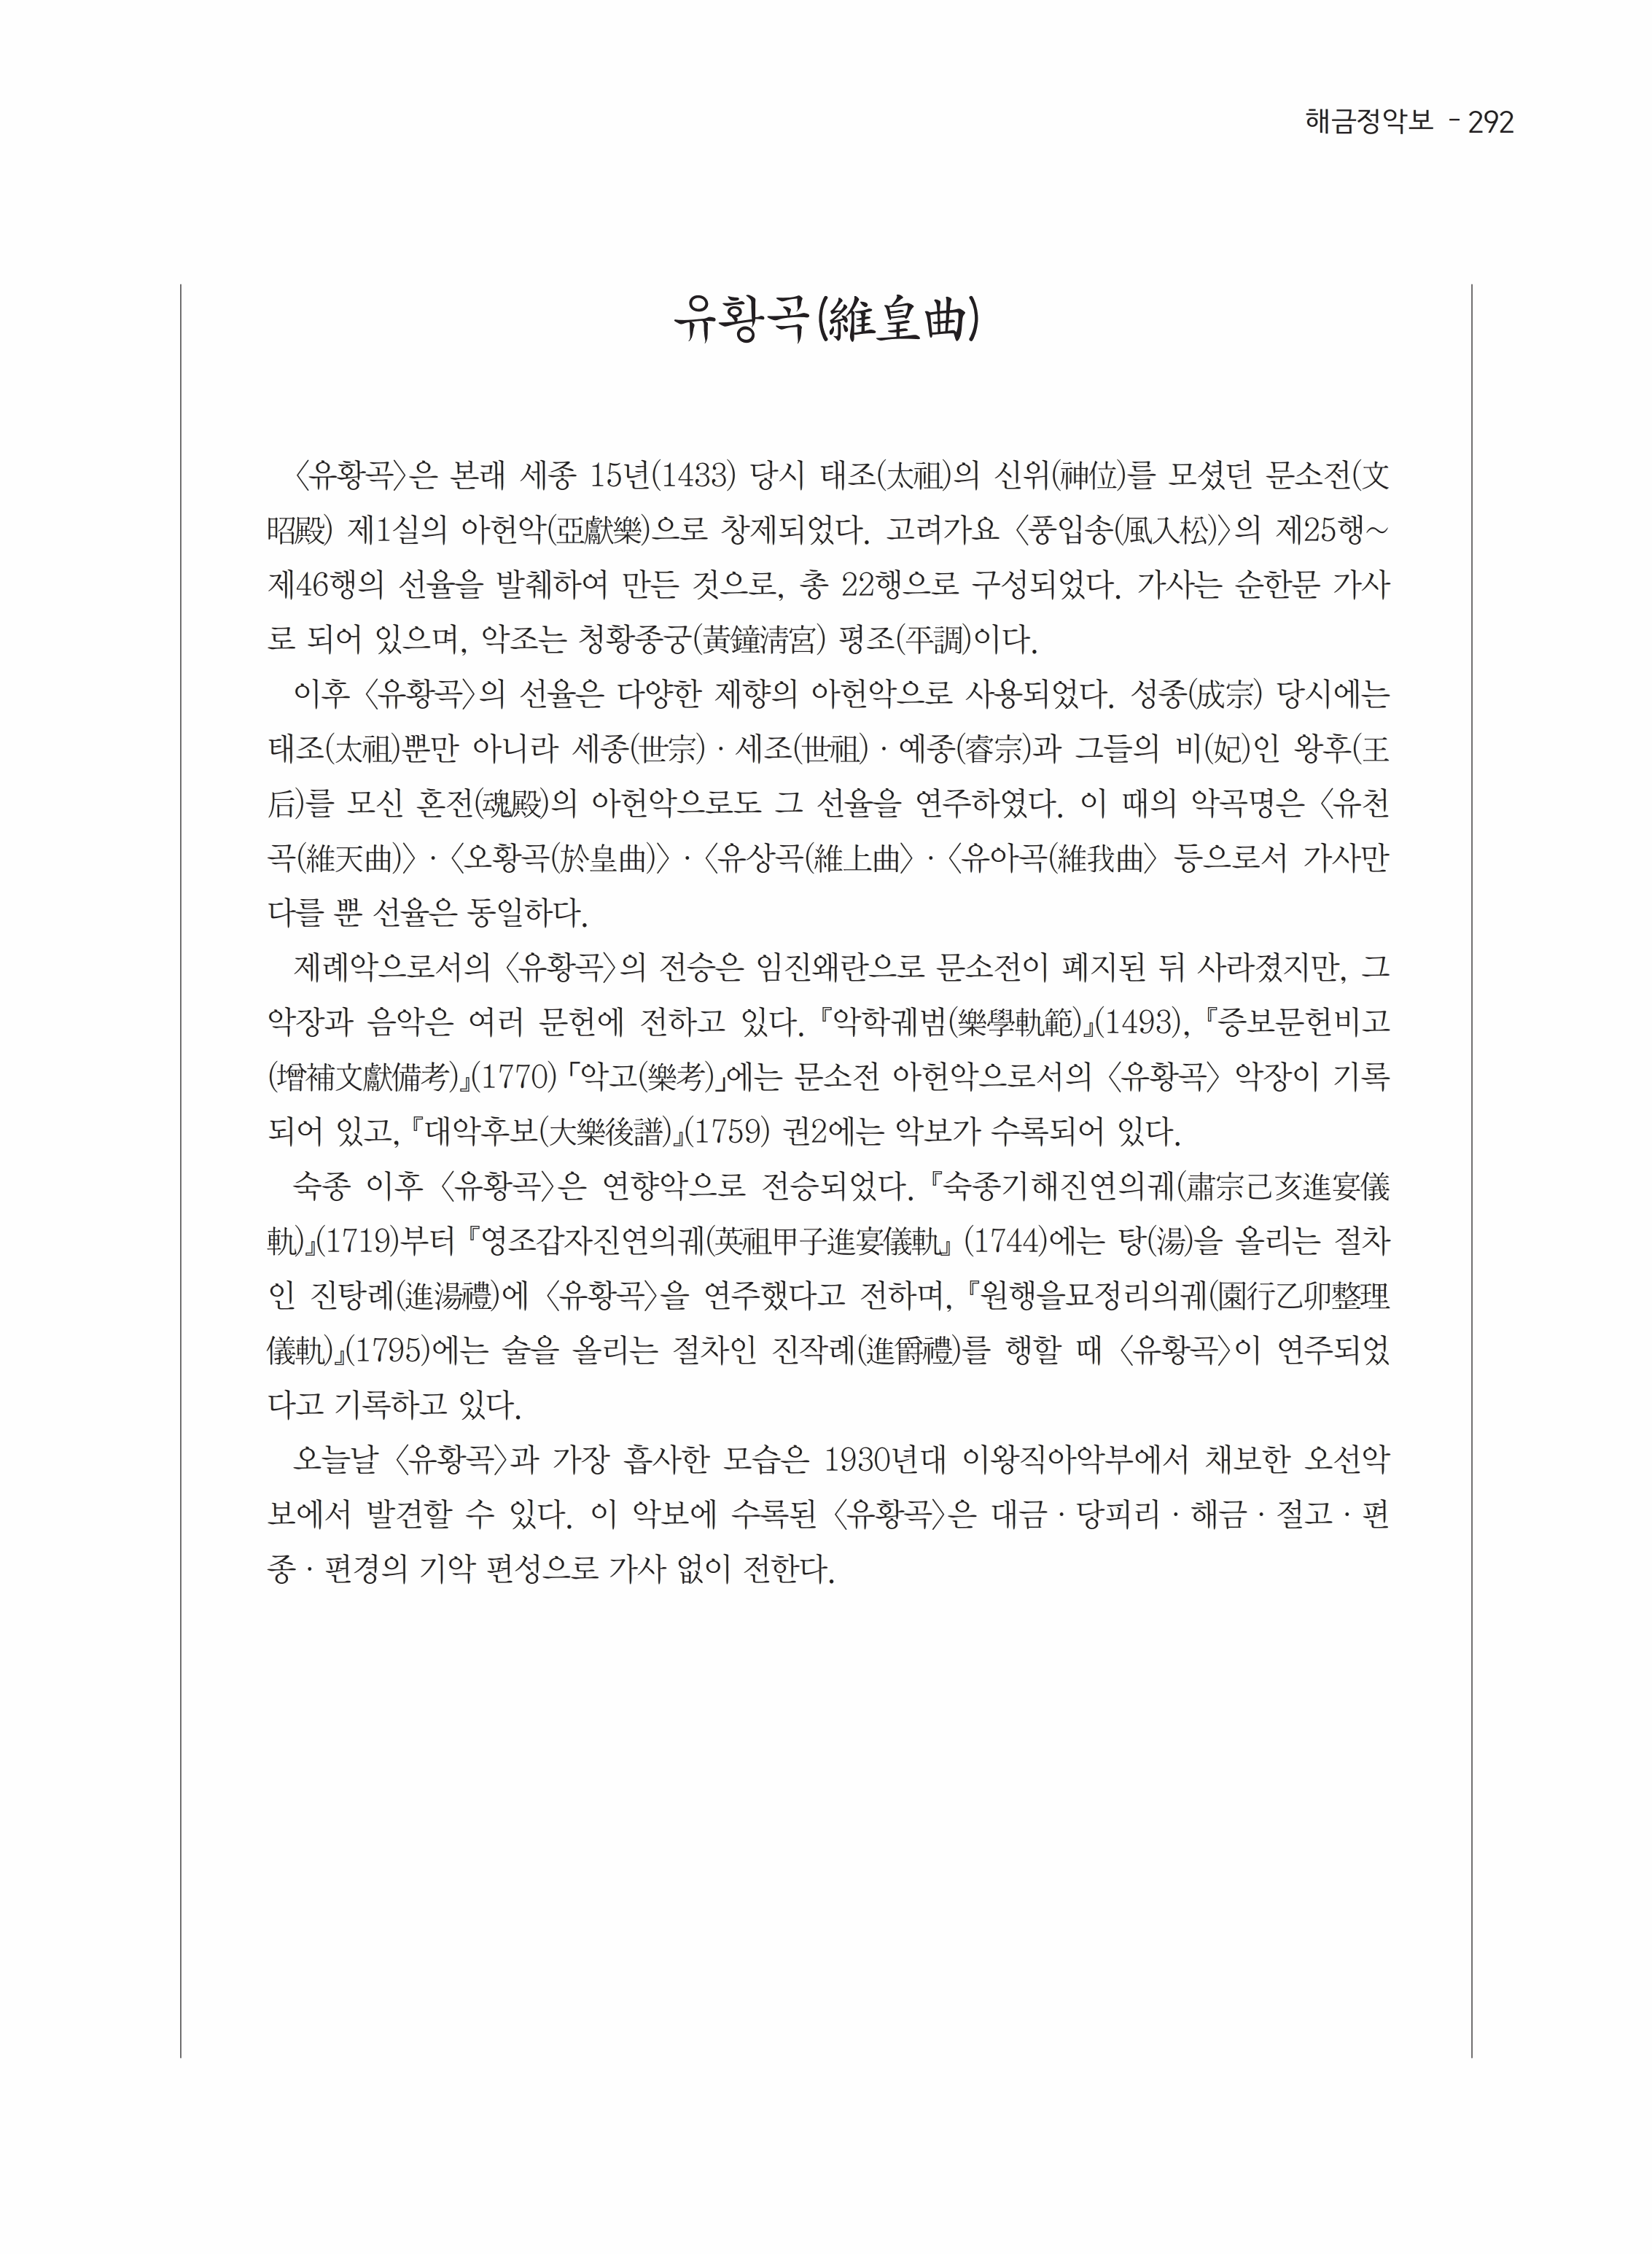 해금정악보 - 292
유황곡(維皇曲)
〈유황곡〉은 본래 세종 15년(1433) 당시 태조(太祖)의 신위(神位)를 모셨던 문소전(文
昭殿) 제1실의 아헌악(亞獻樂)으로 창제되었다. 고려가요 〈풍입송(風入松)〉의 제25행~
제46행의 선율을 발췌하여 만든 것으로, 총 22행으로 구성되었다. 가사는 순한문 가사
로 되어 있으며, 악조는 청황종궁(黃鐘淸宮) 평조(平調)이다.
이후 〈유황곡〉의 선율은 다양한 제향의 아헌악으로 사용되었다. 성종(成宗) 당시에는
태조(太祖)뿐만 아니라 세종(世宗)·세조(世祖)·예종(睿宗)과 그들의 비(妃)인 왕후(王
后)를 모신 혼전(魂殿)의 아헌악으로도 그 선율을 연주하였다. 이 때의 악곡명은 〈유천
곡(維天曲)〉·〈오황곡(於皇曲)〉·〈유상곡(維上曲〉·〈유아곡(維我曲〉 등으로서 가사만
다를 뿐 선율은 동일하다.
제례악으로서의 〈유황곡〉의 전승은 임진왜란으로 문소전이 폐지된 뒤 사라졌지만, 그
악장과 음악은 여러 문헌에 전하고 있다. 『악학궤범(樂學軌範)』(1493), 『증보문헌비고
(增補文獻備考)』(1770) 「악고(樂考)」에는 문소전 아헌악으로서의 〈유황곡〉 악장이 기록
되어 있고, 『대악후보(大樂後譜)』(1759) 권2에는 악보가 수록되어 있다.
숙종 이후 〈유황곡〉은 연향악으로 전승되었다. 『숙종기해진연의궤(肅宗己亥進宴儀
軌)』(1719)부터 『영조갑자진연의궤(英祖甲子進宴儀軌』 (1744)에는 탕(湯)을 올리는 절차
인 진탕례(進湯禮)에 〈유황곡〉을 연주했다고 전하며, 『원행을묘정리의궤(園行乙卯整理
儀軌)』(1795)에는 술을 올리는 절차인 진작례(進爵禮)를 행할 때 〈유황곡〉이 연주되었
다고 기록하고 있다.
오늘날 〈유황곡〉과 가장 흡사한 모습은 1930년대 이왕직아악부에서 채보한 오선악
보에서 발견할 수 있다. 이 악보에 수록된 〈유황곡〉은 대금·당피리·해금·절고·편
종·편경의 기악 편성으로 가사 없이 전한다.